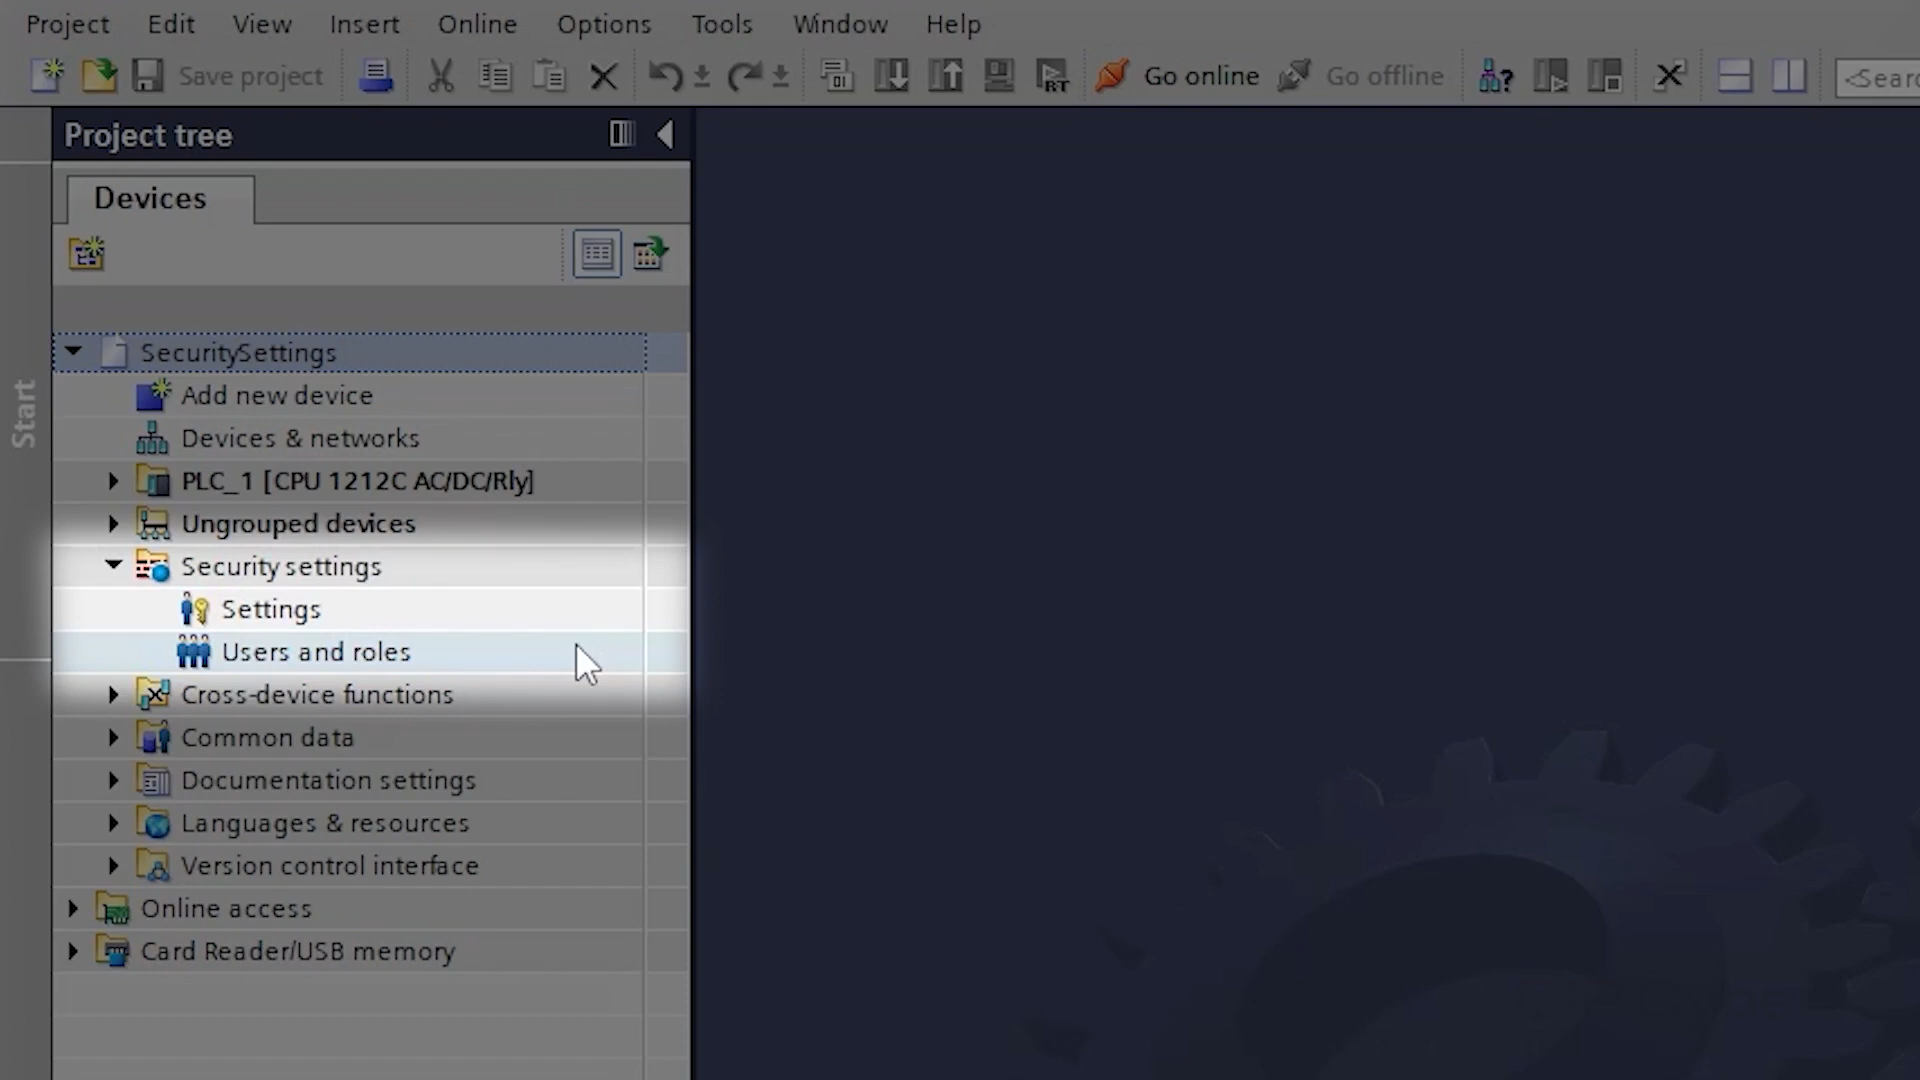 Project Edit View Insert Online Options Tools Window Help
Save project Go online Go offline <Searc
Project tree
Devices
Start
SecuritySettings
Add new device
Devices & networks
PLC_1 [CPU 1212C AC/DC/Rly]
Ungrouped devices
Security settings
Settings
Users and roles
Cross-device functions
Common data
Documentation settings
Languages & resources
Version control interface
Online access
Card Reader/USB memory